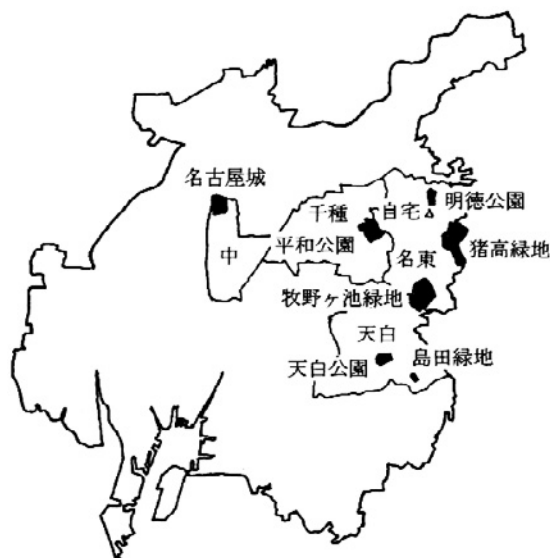 名古屋城
千種
自宅
明徳公園
中
平和公園
名東
猪高緑地
牧野ヶ池緑地
天白
天白公園
島田緑地